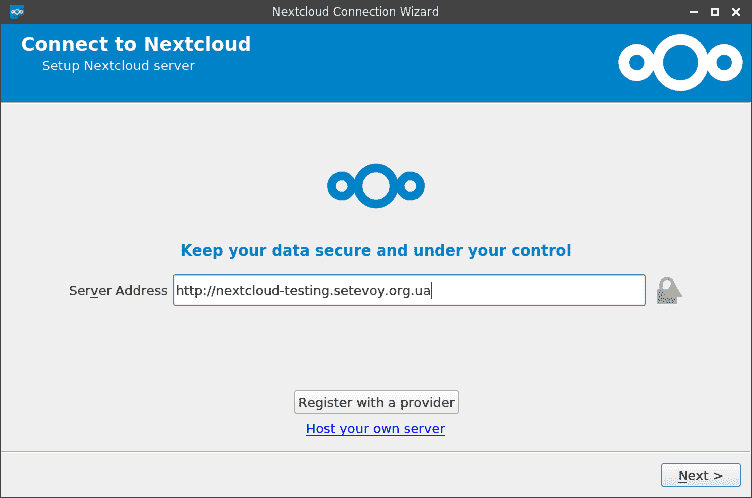 Nextcloud Connection Wizard
Connect to Nextcloud
Setup Nextcloud server
Keep your data secure and under your control
Server Address http://nextcloud-testing.setevoy.org.ua
Register with a provider
Host your own server
Next >